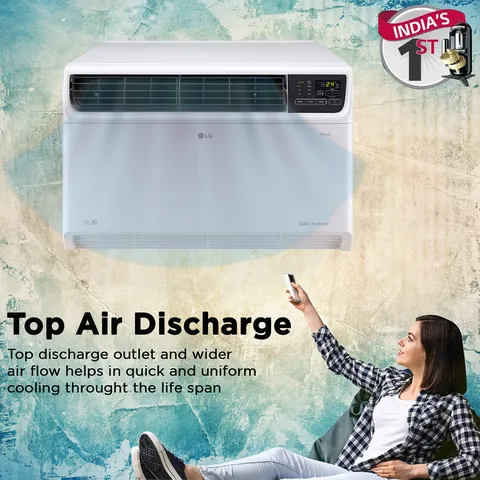 INDIA'S
1ST
24
LG
DUAL Inverter
Top Air Discharge
Top discharge outlet and wider
air flow helps in quick and uniform
cooling throught the life span